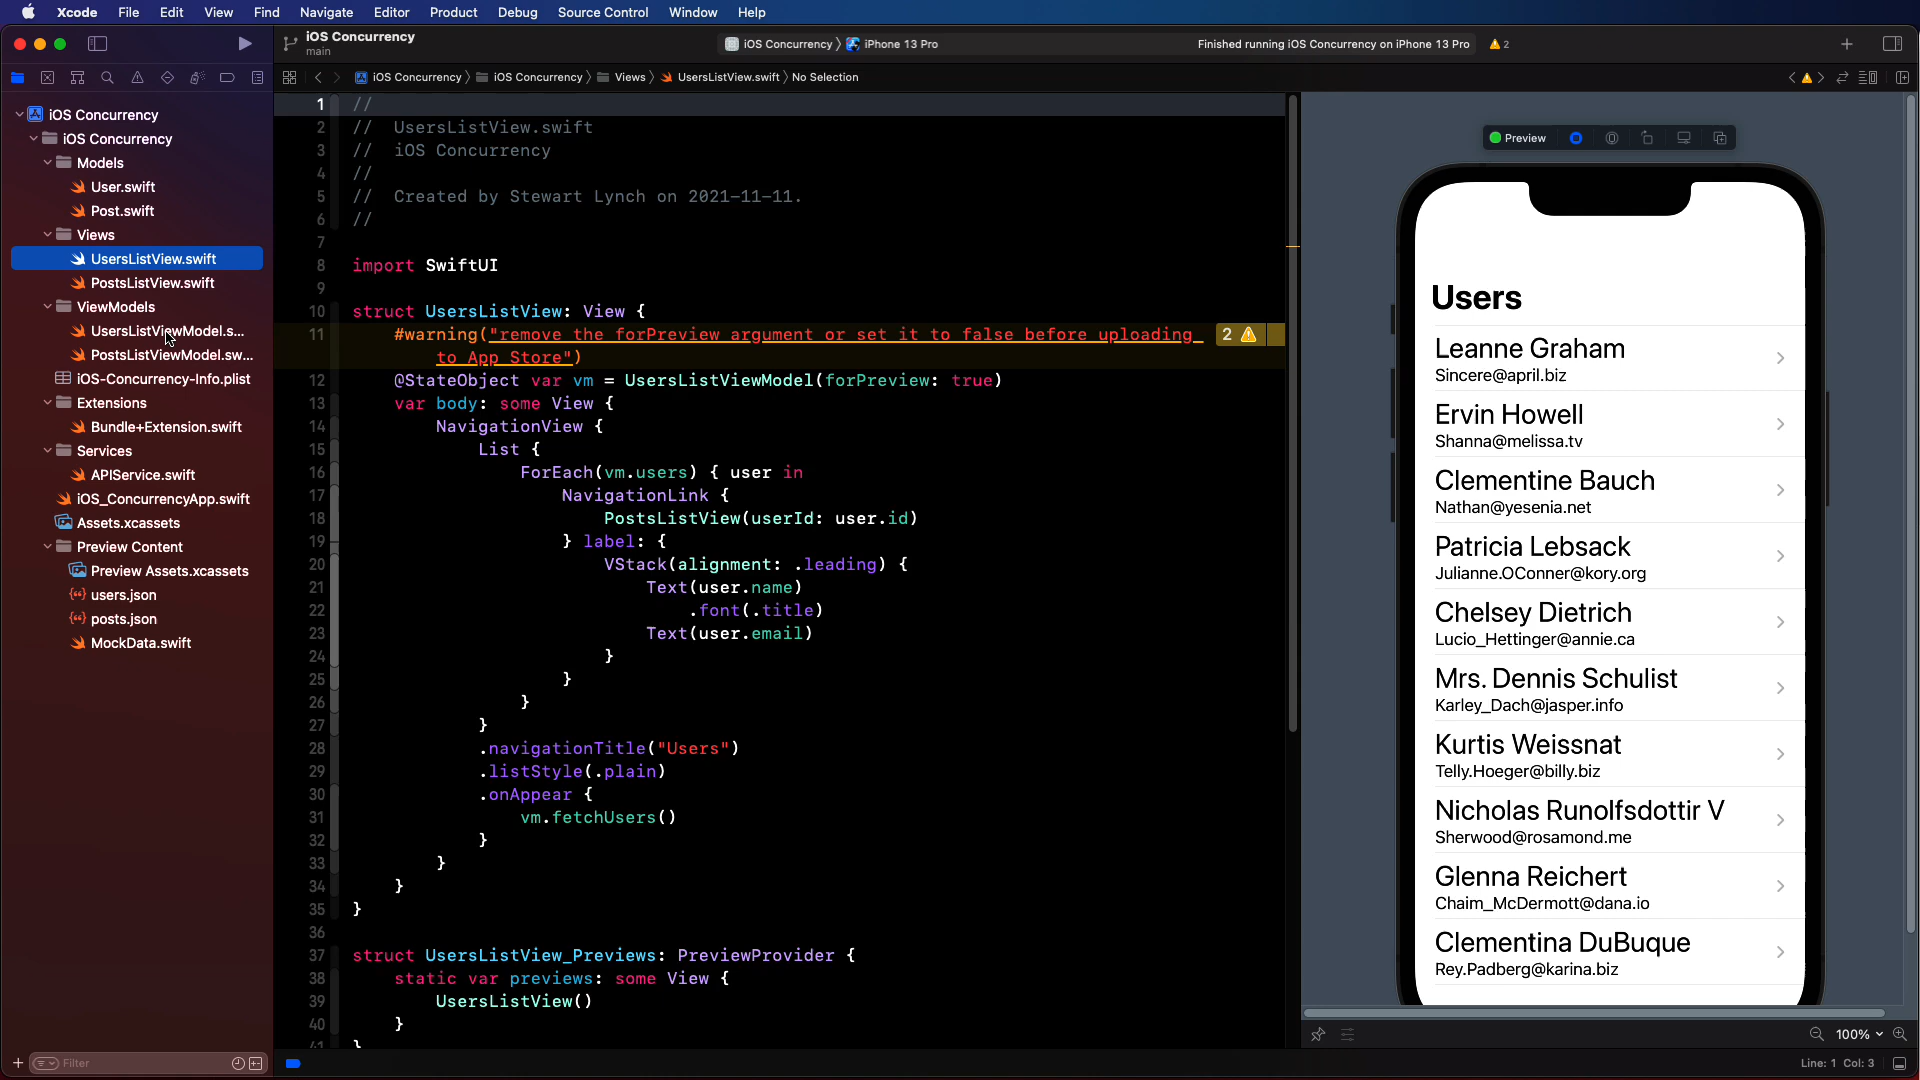 Xcode File Edit View Find Navigate Editor Product Debug Source Control Window Help
iOS Concurrency
main
iOS Concurrency iPhone 13 Pro
Finished running iOS Concurrency on iPhone 13 Pro
2
iOS Concurrency iOS Concurrency Views UsersListView.swift No Selection
iOS Concurrency
iOS Concurrency
Models
User.swift
Post.swift
Views
UsersListView.swift
PostsListView.swift
ViewModels
UsersListViewModel.s...
PostsListViewModel.sw...
iOS-Concurrency-Info.plist
Extensions
Bundle+Extension.swift
Services
APIService.swift
iOS_ConcurrencyApp.swift
Assets.xcassets
Preview Content
Preview Assets.xcassets
users.json
posts.json
MockData.swift
Filter
1 //
2 // UsersListView.swift
3 // iOS Concurrency
4 //
5 // Created by Stewart Lynch on 2021-11-11.
6 //
7
8 import SwiftUI
9
10 struct UsersListView: View {
11 #warning("remove the forPreview argument or set it to false before uploading 2
to App Store")
12 @StateObject var vm = UsersListViewModel(forPreview: true)
13 var body: some View {
14 NavigationView {
15 List {
16 ForEach(vm.users) { user in
17 NavigationLink {
18 PostsListView(userId: user.id)
19 } label: {
20 VStack(alignment: .leading) {
21 Text(user.name)
22 .font(.title)
23 Text(user.email)
24 }
25 }
26 }
27 }
28 .navigationTitle("Users")
29 .listStyle(.plain)
30 .onAppear {
31 vm.fetchUsers()
32 }
33 }
34 }
35 }
36
37 struct UsersListView_Previews: PreviewProvider {
38 static var previews: some View {
39 UsersListView()
40 }
41 }
Preview
Users
Leanne Graham
Sincere@april.biz
Ervin Howell
Shanna@melissa.tv
Clementine Bauch
Nathan@yesenia.net
Patricia Lebsack
Julianne.OConner@kory.org
Chelsey Dietrich
Lucio_Hettinger@annie.ca
Mrs. Dennis Schulist
Karley_Dach@jasper.info
Kurtis Weissnat
Telly.Hoeger@billy.biz
Nicholas Runolfsdottir V
Sherwood@rosamond.me
Glenna Reichert
Chaim_McDermott@dana.io
Clementina DuBuque
Rey.Padberg@karina.biz
100%
Line: 1 Col: 3